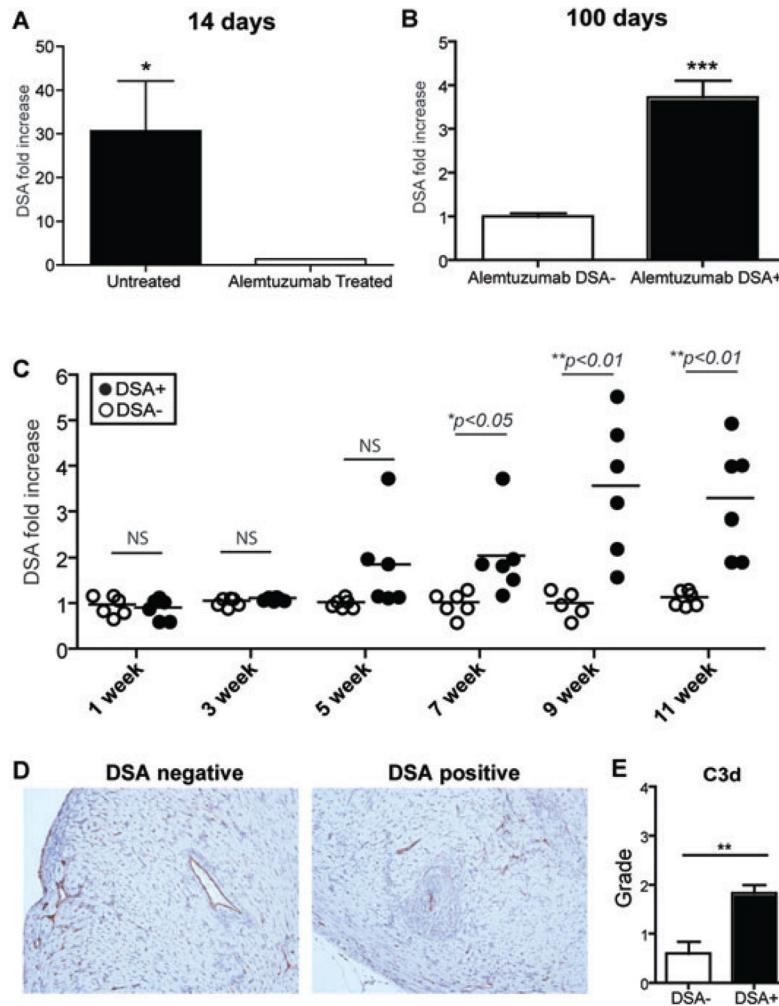 A
14 days
DSA fold increase
50
40
30
20
10
0
*
Untreated
Alemtuzumab Treated
B
100 days
DSA fold increase
5
4
3
2
1
0
***
Alemtuzumab DSA-
Alemtuzumab DSA+
C
DSA fold increase
6
5
4
3
2
1
0
DSA+
DSA-
NS
NS
NS
*p<0.05
**p<0.01
**p<0.01
1 week
3 week
5 week
7 week
9 week
11 week
D
DSA negative
DSA positive
E
C3d
Grade
4
3
2
1
0
**
DSA-
DSA+